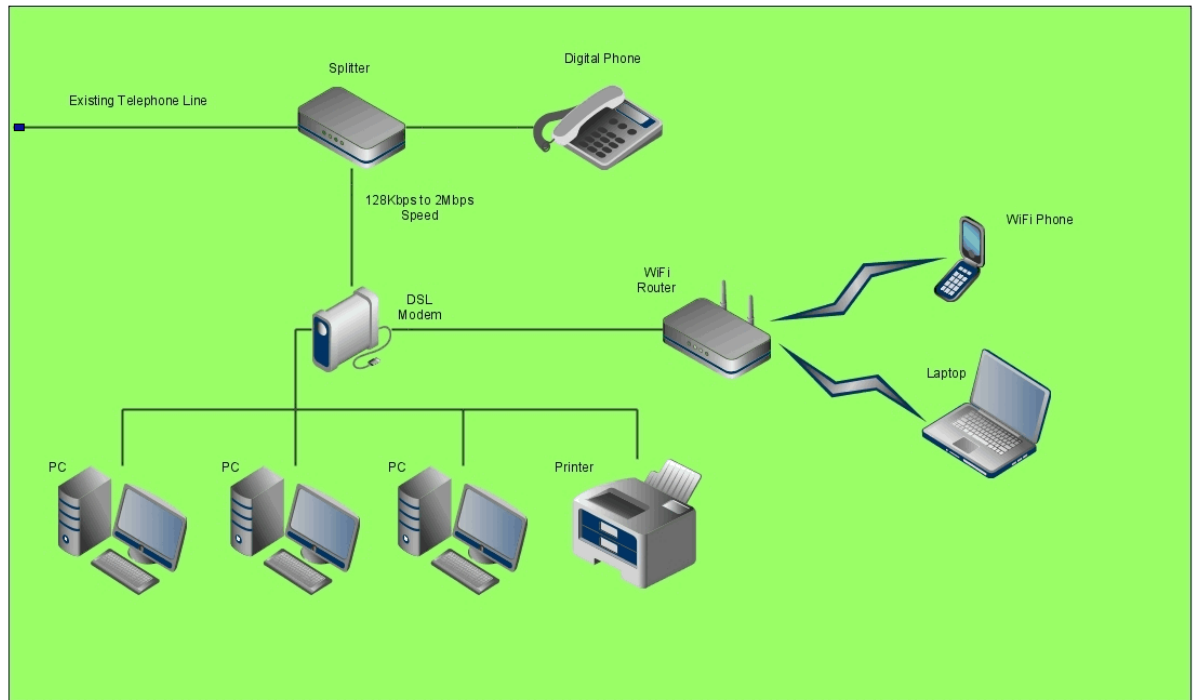 Splitter
Digital Phone
Existing Telephone Line
128Kbps to 2Mbps
Speed
WiFi Phone
WiFi
Router
DSL
Modem
Laptop
PC
PC
PC
Printer